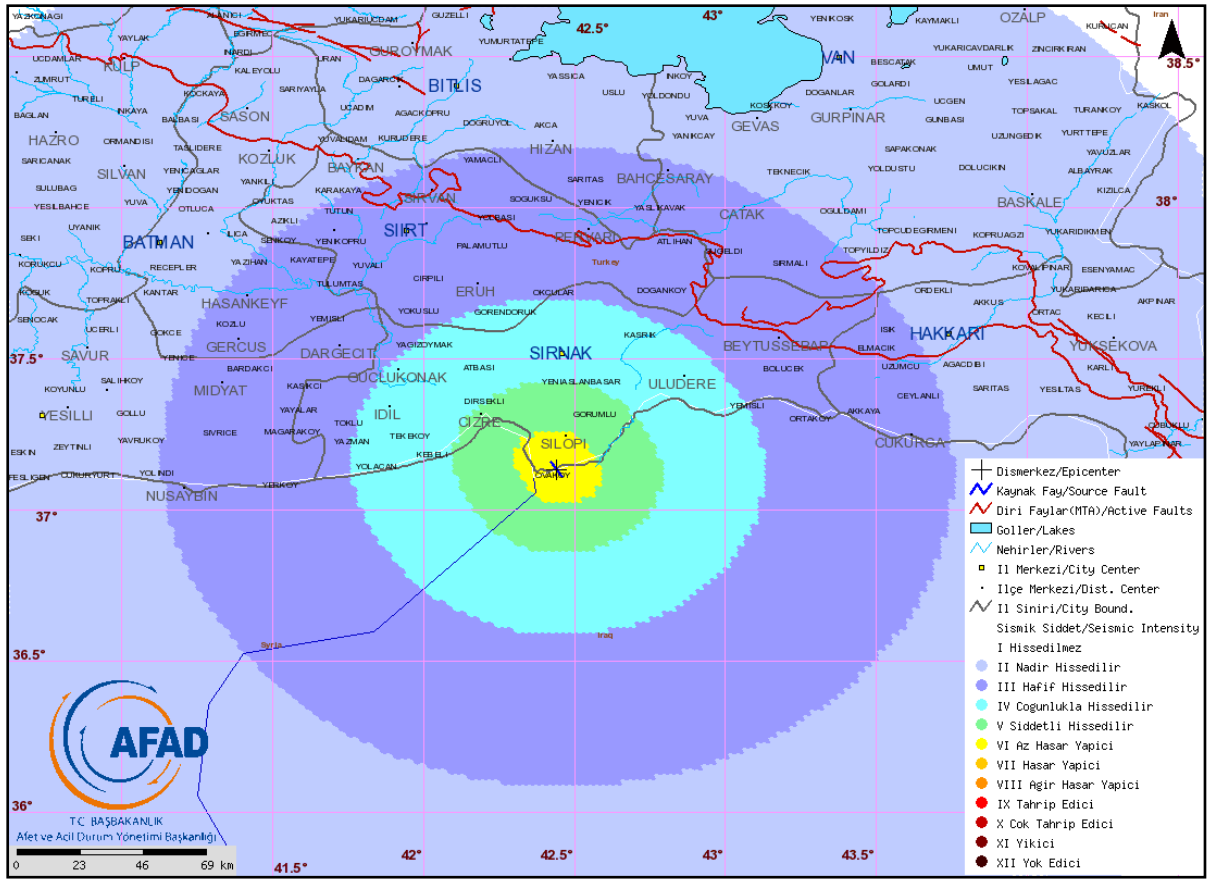 YAZKONAGI
ALANIGI
YUKARIUCDAM
GUZELLI
43°
YENIKOSK
KAYMAKLI
OZALP
Iran
KURUCAN
42.5°
YAYLAK
EGIRMEC
YUMURTATEPE
UCDAMLAR
INARDI
URAN
GUROYMAK
VAN
YUKARICAVDARLIK
ZINCIRKIRAN
38.5°
KULP
KALEYOLU
BESCATAK
UMUT
ZUMRUT
DAGARCIK
BITLIS
YASSICA
INKOY
GOLARDI
YESILAGAC
TURELI
KOCKAYA
SARIYAYLA
USLU
YOLDONDU
DOGANLAR
UCGEN
KASKOL
INKAYA
SASON
UCADIM
AGACKOPRU
KOSKKOY
TOPSAKAL
TURANKOY
BAGLAN
BALBASI
DOGRUYOL
AKCA
YUVA
GEVAS
GURPINAR
GUNBASI
HAZRO
ORMANDISI
YUVALIDAM
KURUDERE
YANIKCAY
UZUNGEDIK
YURTTEPE
TASLIDERE
HIZAN
SAPAKONAK
YAVUZLAR
SARICANAK
KOZLUK
BAYKAN
YAMACLI
SILVAN
YENICAGLAR
BAHCESARAY
TEKNECIK
YOLDUSTU
DOLUCIKIN
ALBAYRAK
SULUBAG
YENIDOGAN
YANKILI
KARAKAYA
SARITAS
KIZILCA
YESILBAHCE
YUVA
OTLUCA
OYUKTAS
SIRVAN
SOGUKSU
YENICIK
YASLIKAVAK
CATAK
BASKALE
38°
TUTUN
OGULDAMI
UYANIK
AZIKLI
SIIRT
PERVARI
TOPCUDEGIRMENI
KOPRUAGZI
YUKARIDIKMEN
SEKI
BATMAN
ILICA
SENKOY
YENIKOPRU
PALAMUTLU
ATLIHAN
TOPYILDIZ
KORUKCU
KOPRU
RECEPLER
YAZIHAN
KAYATEPE
YUVALI
Turkey
SIRMALI
KOVALIPINAR
ESENYAMAC
KANTAR
TULUMTAS
CIRIPLI
ERUH
OKCULAR
DOGANKOY
ORDEKLI
YUKARIDARICA
TOPRAKLI
HASANKEYF
AKKUS
AKPINAR
SENOCAK
KOZLU
YEMISLI
YOKUSLU
GORENDORUK
ORTAC
KECILI
UCERLI
GOKCE
KASRIK
ISIK
HAKKARI
37.5°
SAVUR
YENICE
GERCUS
DARGECIT
YAGIZOYMAK
SIRNAK
BEYTUSSEBAP
ELMACIK
YUKSEKOVA
BARDAKCI
ATBASI
BOLUCEK
UZUMCU
AGACDIBI
KARLI
KOYUNLU
SALIHKOY
MIDYAT
KASIKCI
GUCLUKONAK
YENIASLANBASAR
ULUDERE
SARITAS
YESILTAS
YUREKLI
DIRSEKLI
CEYLANLI
YESILLI
GOLLU
YAYALAR
IDİL
GORUMLU
YEMISLI
AKKAYA
TOKLU
CIZRE
ORTAKOY
SIVRICE
MAGARAKOY
YAZMAN
TEKEKOY
SILOPI
CUKURCA
YAYLAPINAR
ZEYTINLI
YAVRUKOY
KEBELI
ESKIN
YOLINDI
YOLACAN
OVAKOY
CUKURYURT
YERKOY
NUSAYBIN
37°
Syria
Iraq
36.5°
36°
41.5°
42°
42.5°
43°
43.5°
Dismerkez/Epicenter
Kaynak Fay/Source Fault
Diri Faylar(MTA)/Active Faults
Goller/Lakes
Nehirler/Rivers
Il Merkezi/City Center
Ilçe Merkezi/Dist. Center
Il Siniri/City Bound.
Sismik Siddet/Seismic Intensity
I Hissedilmez
II Nadir Hissedilir
III Hafif Hissedilir
IV Cogunlukla Hissedilir
V Siddetli Hissedilir
VI Az Hasar Yapici
VII Hasar Yapici
VIII Agir Hasar Yapici
IX Tahrip Edici
X Cok Tahrip Edici
XI Yikici
XII Yok Edici
AFAD
T.C. BAŞBAKANLIK
Afet ve Acil Durum Yönetimi Başkanlığı
0 23 46 69 km